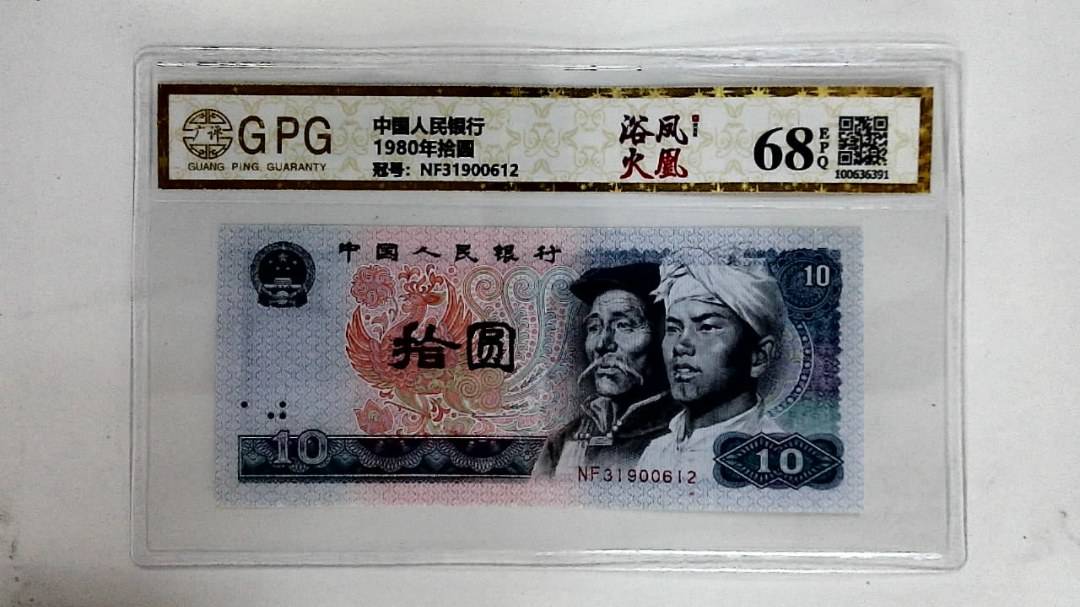 广评
GPG
GUANG PING GUARANTY
中国人民银行
1980年拾圆
冠号：NF31900612
浴凤
火凰
68
EPQ
100636391
中国人民银行
10
拾圆
10
NF31900612
10